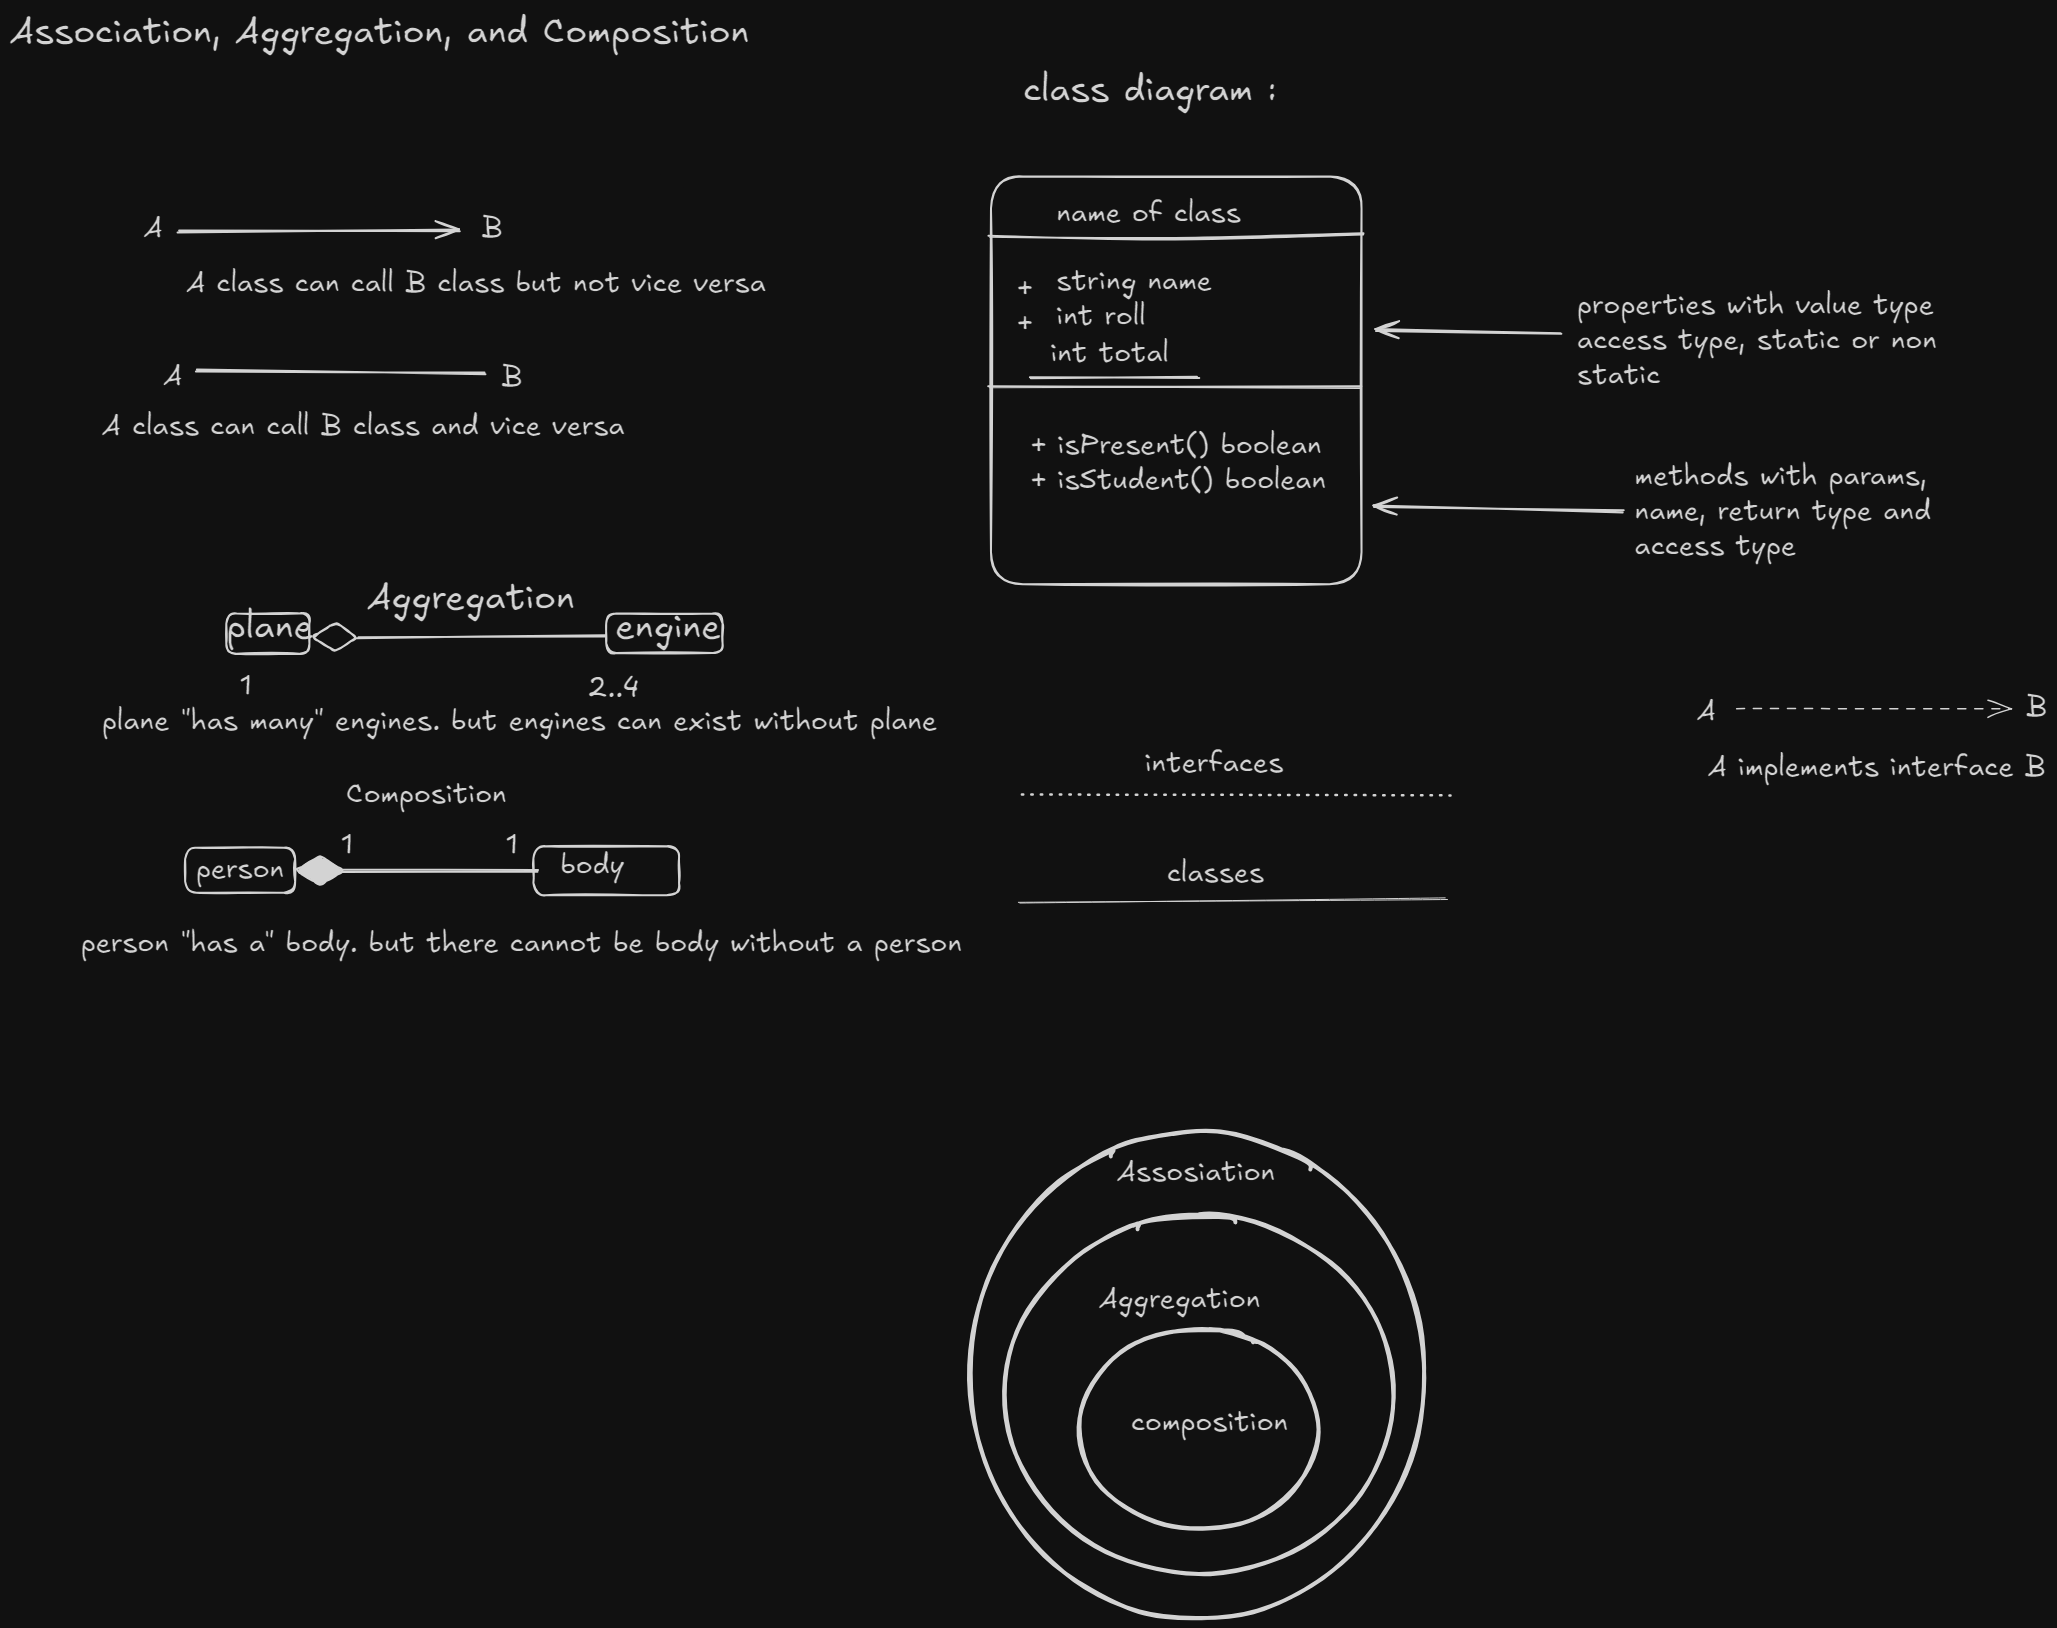 Association, Aggregation, and Composition
class diagram :
A
B
A class can call B class but not vice versa
A
B
A class can call B class and vice versa
name of class
+ string name
+ int roll
int total
properties with value type
access type, static or non
static
+ isPresent() boolean
+ isStudent() boolean
methods with params,
name, return type and
access type
Aggregation
plane
engine
1
2..4
plane "has many" engines. but engines can exist without plane
Composition
1
1
person
body
person "has a" body. but there cannot be body without a person
interfaces
classes
A
B
A implements interface B
Assosiation
Aggregation
composition